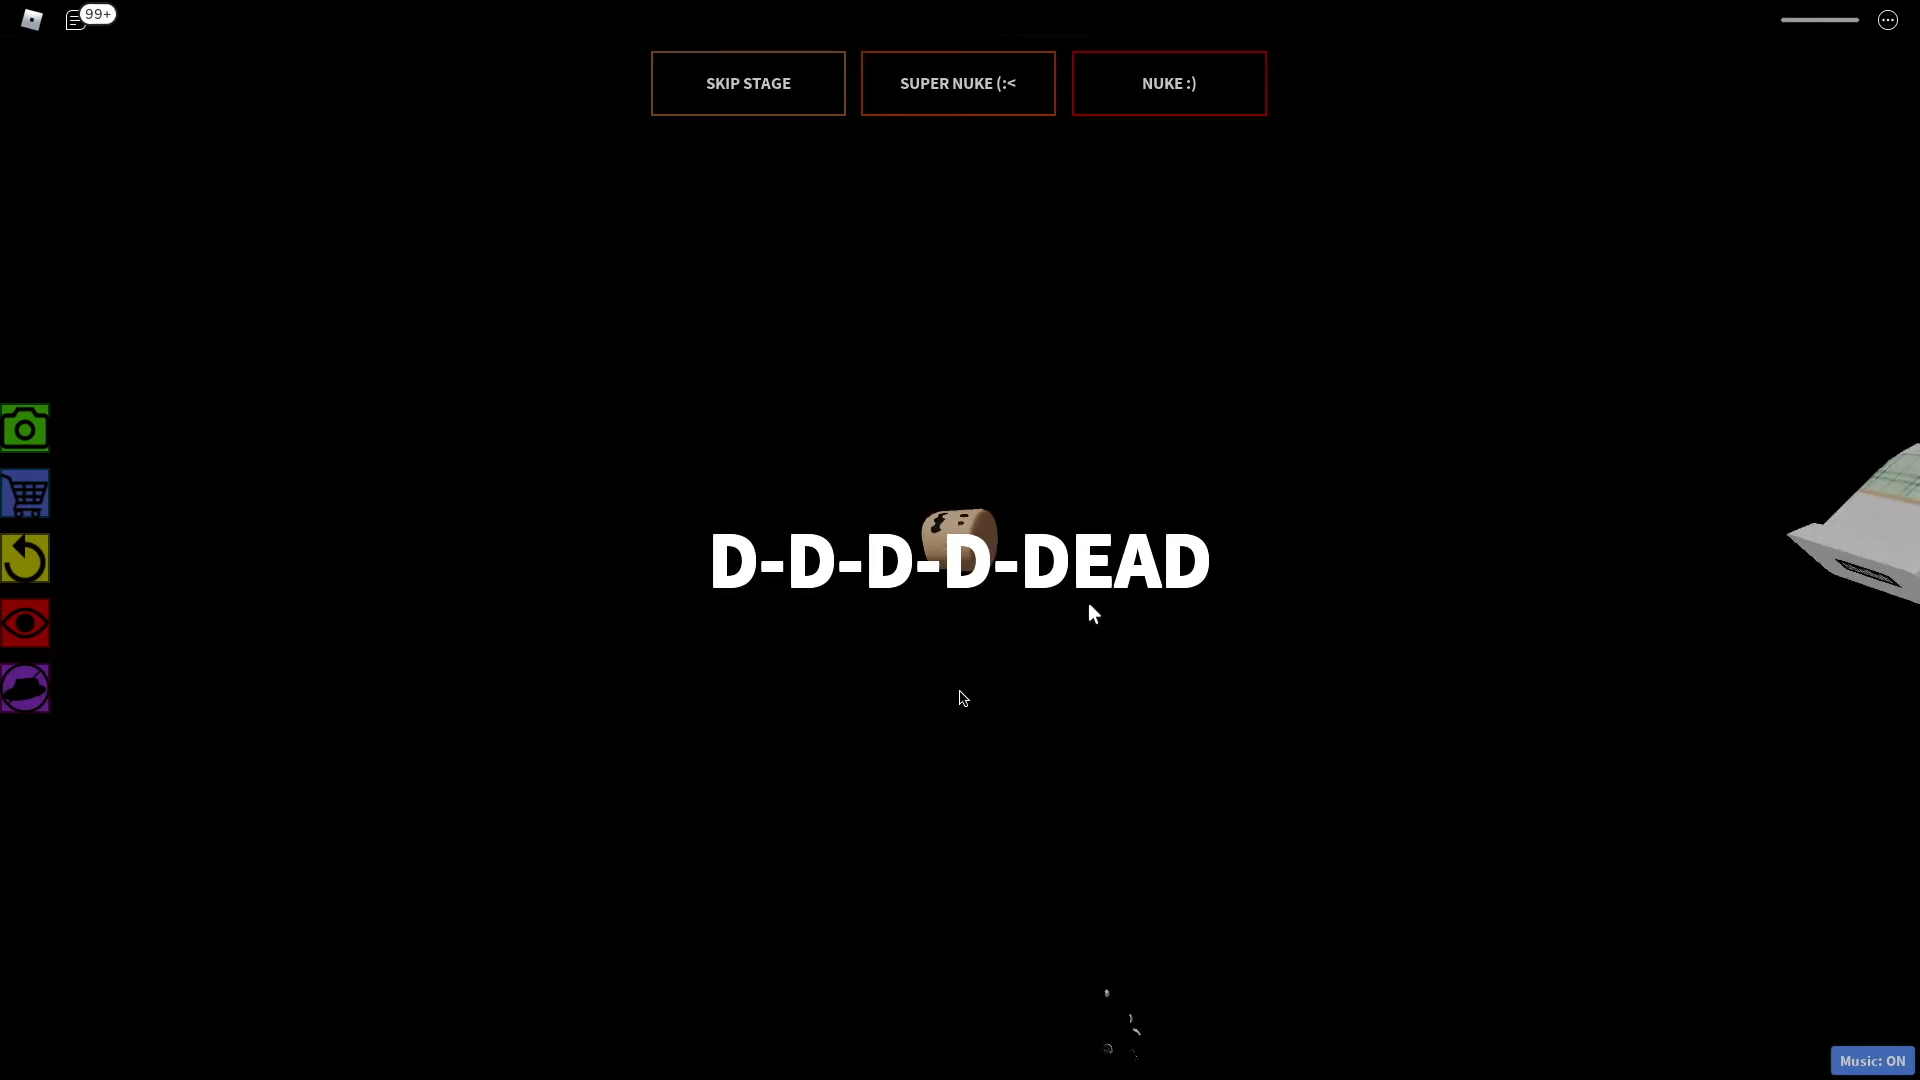 99+
SKIP STAGE
SUPER NUKE (:<
NUKE :)
D-D-D-D-DEAD
Music: ON